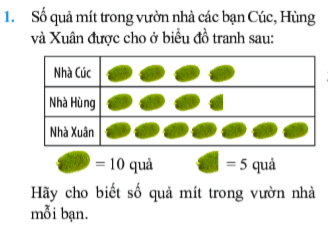 1. Số quả mít trong vườn nhà các bạn Cúc, Hùng
và Xuân được cho ở biểu đồ tranh sau:
Nhà Cúc
Nhà Hùng
Nhà Xuân
= 10 quả = 5 quả
Hãy cho biết số quả mít trong vườn nhà
mỗi bạn.